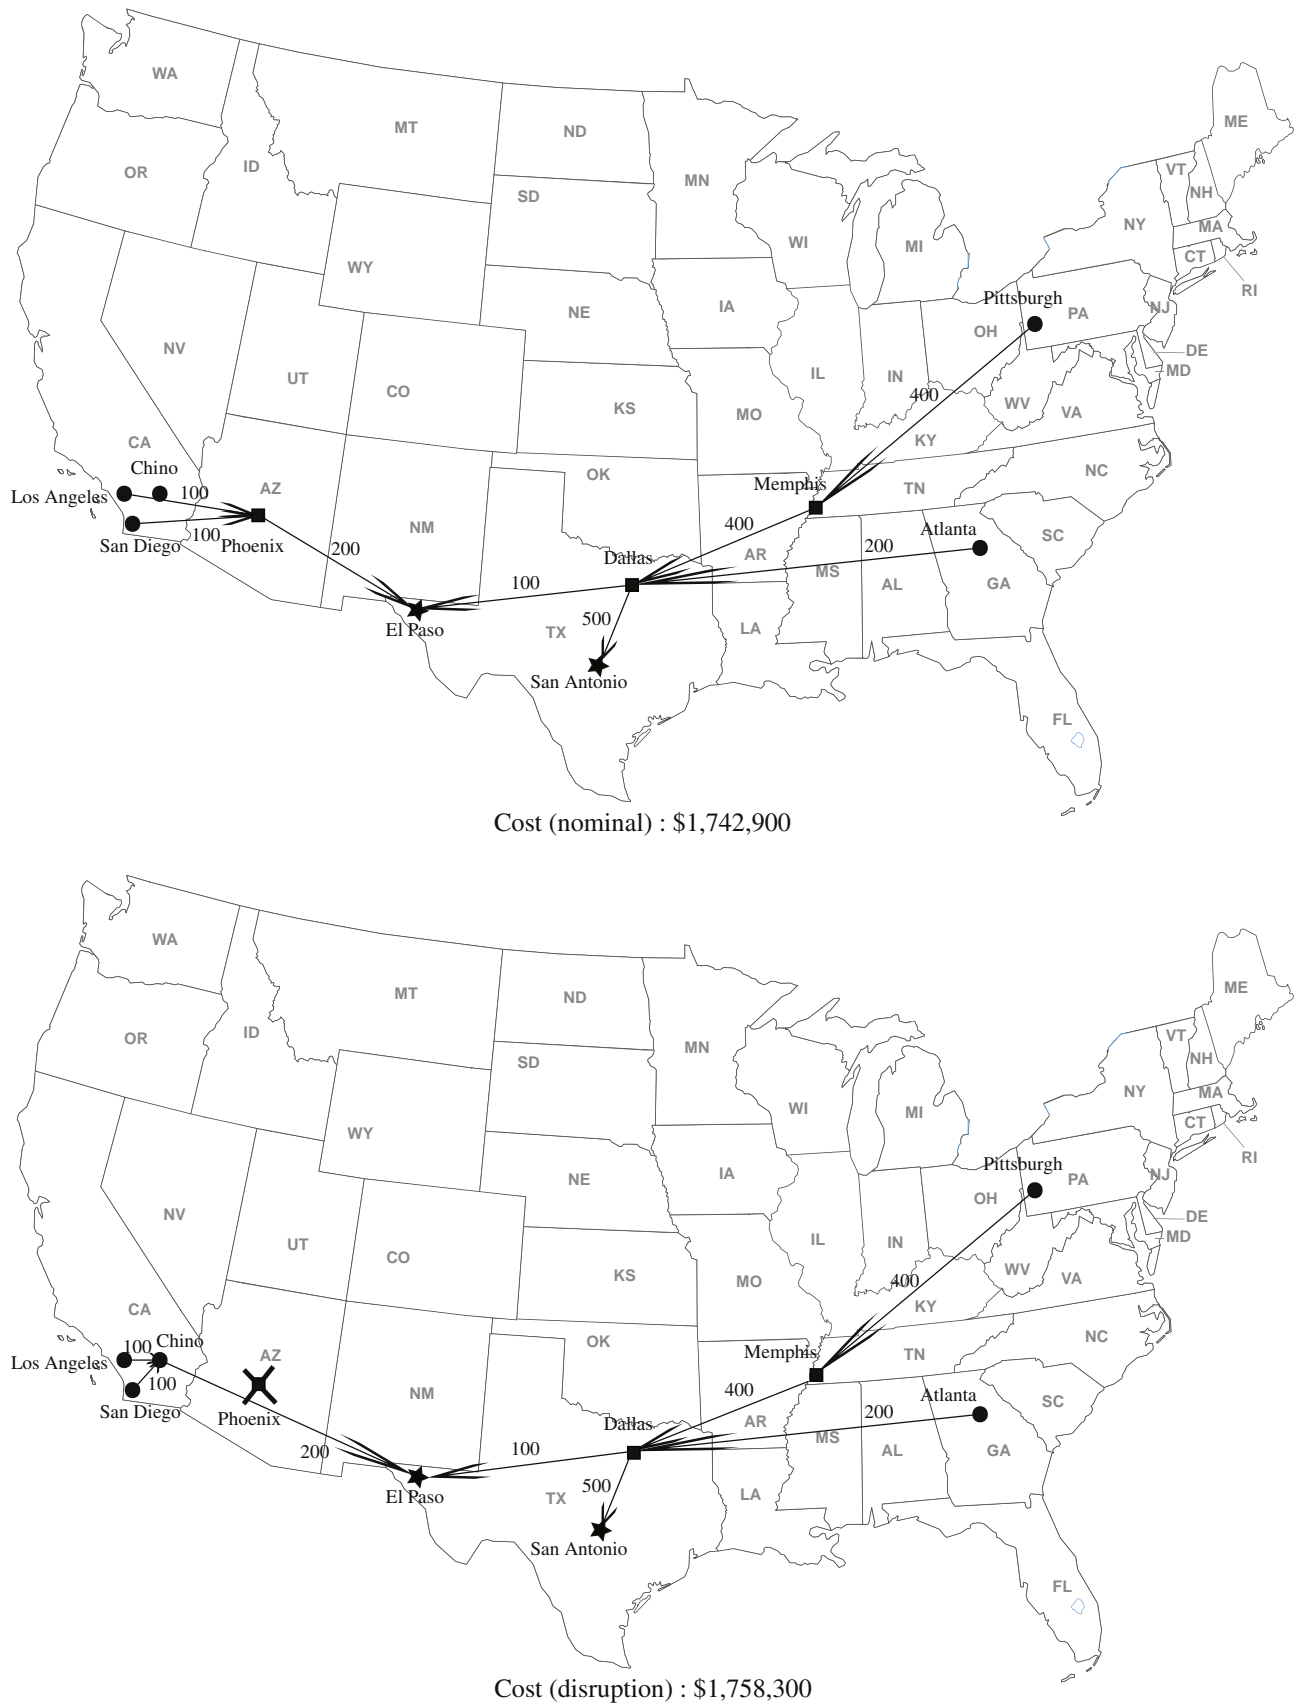 WA
MT
ND
ME
OR
ID
SD
MN
VT
NH
NY
MA
WI
MI
CT
WY
RI
Pittsburgh
NE
IA
PA
NJ
OH
NV
DE
MD
UT
CO
IL
IN
400
KS
MO
WV
VA
CA
KY
Chino
OK
NC
Los Angeles
100
AZ
Memphis
TN
NM
400
Atlanta
100
SC
San Diego
Phoenix
200
200
Dallas
AR
MS
AL
GA
100
500
El Paso
TX
LA
San Antonio
FL
Cost (nominal) : $1,742,900
WA
MT
ND
ME
OR
ID
SD
MN
VT
NH
NY
MA
WI
MI
CT
WY
RI
Pittsburgh
NE
IA
PA
NJ
OH
NV
DE
MD
UT
CO
IL
IN
KS
MO
WV
VA
400
CA
KY
100
Chino
OK
NC
Los Angeles
AZ
Memphis
TN
100
NM
400
Atlanta
SC
San Diego
Phoenix
200
Dallas
AR
MS
AL
GA
200
100
500
El Paso
TX
LA
San Antonio
FL
Cost (disruption) : $1,758,300